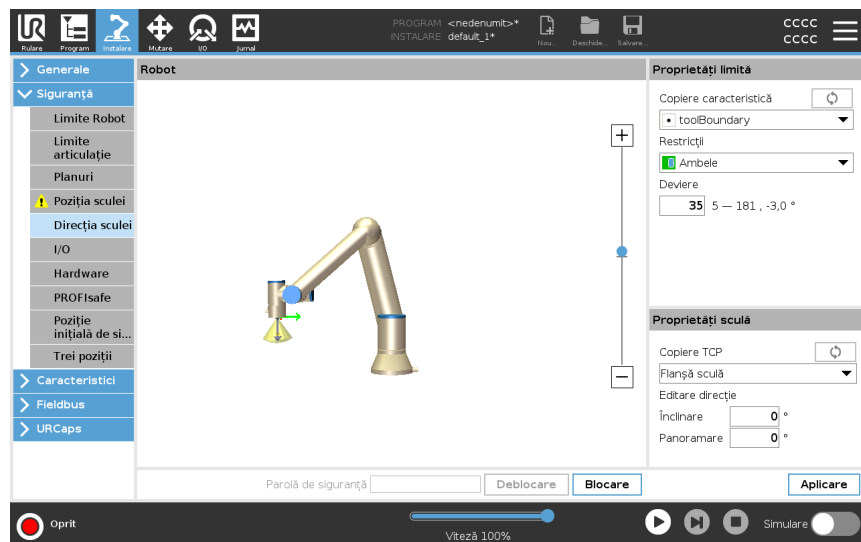 PROGRAM <nedenumit>*
INSTALARE default_1*
Rulare
Program
Instalare
Mutare
I/O
Jurnal
Nou...
Deschide...
Salvare...
cccc
cccc
Generale
Siguranță
Limite Robot
Limite
articulație
Planuri
Poziția sculei
Direcția sculei
I/O
Hardware
PROFIsafe
Poziție
inițială de si...
Trei poziții
Caracteristici
Fieldbus
URCaps
Robot
Proprietăți limită
Copiere caracteristică
toolBoundary
Restricții
Ambele
Deviere
35 5 — 181 , -3,0 °
Proprietăți sculă
Copiere TCP
Flanșă sculă
Editare direcție
Înclinare 0 °
Panoramare 0 °
Parolă de siguranță
Deblocare
Blocare
Aplicare
Oprit
Viteză 100%
Simulare